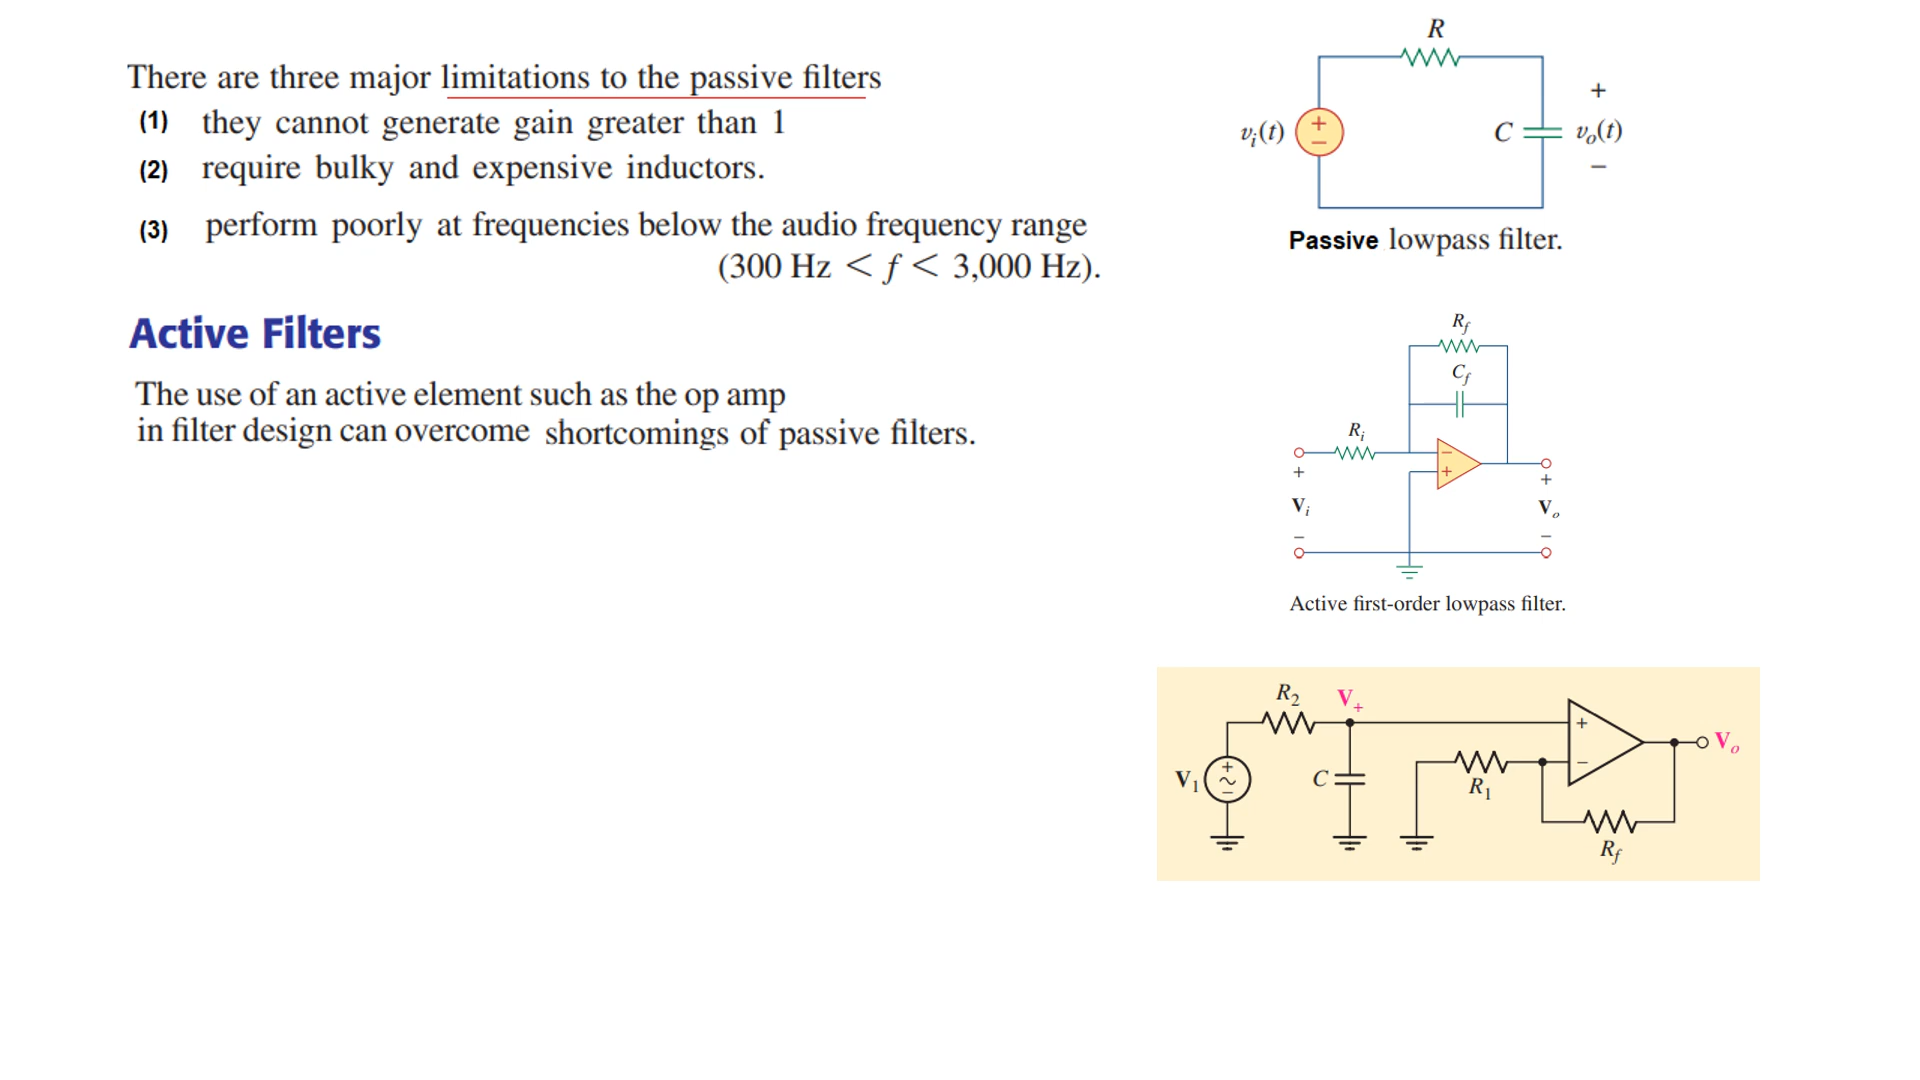 There are three major limitations to the passive filters
(1) they cannot generate gain greater than 1
(2) require bulky and expensive inductors.
(3) perform poorly at frequencies below the audio frequency range
(300 Hz < f < 3,000 Hz).
Active Filters
The use of an active element such as the op amp
in filter design can overcome shortcomings of passive filters.
R
+
vᵢ(t) + − C vₒ(t)
−
Passive lowpass filter.
R_f
C_f
Rᵢ
− +
+ +
Vᵢ Vₒ
− −
Active first-order lowpass filter.
R₂ V₊
+
V₁ + ~ − C R₁ − Vₒ
R_f